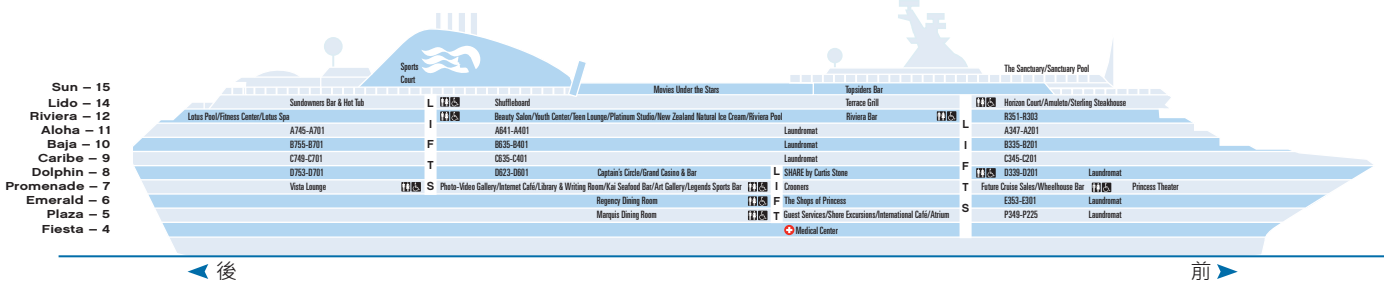 The Sanctuary/Sanctuary Pool
Sports
Court
Sun – 15 Movies Under the Stars Topsiders Bar
Lido – 14 Sundowners Bar & Hot Tub L Shuffleboard Terrace Grill Horizon Court/Amuleto/Sterling Steakhouse
Riviera – 12 Lotus Pool/Fitness Center/Lotus Spa I Beauty Salon/Youth Center/Teen Lounge/Platinum Studio/New Zealand Natural Ice Cream/Riviera Pool Riviera Bar L R351-R303
Aloha – 11 A745-A701 F A641-A401 Laundromat A347-A201
Baja – 10 B755-B701 B635-B401 Laundromat I B335-B201
Caribe – 9 C749-C701 T C635-C401 Laundromat F C345-C201
Dolphin – 8 D753-D701 D623-D601 Captain's Circle/Grand Casino & Bar L SHARE by Curtis Stone D339-D201 Laundromat
Promenade – 7 Vista Lounge S Photo-Video Gallery/Internet Café/Library & Writing Room/Kai Seafood Bar/Art Gallery/Legends Sports Bar I Crooners T Future Cruise Sales/Wheelhouse Bar Princess Theater
Emerald – 6 Regency Dining Room F The Shops of Princess S E353-E301 Laundromat
Plaza – 5 Marquis Dining Room T Guest Services/Shore Excursions/International Café/Atrium P349-P225 Laundromat
Fiesta – 4 Medical Center
後 前